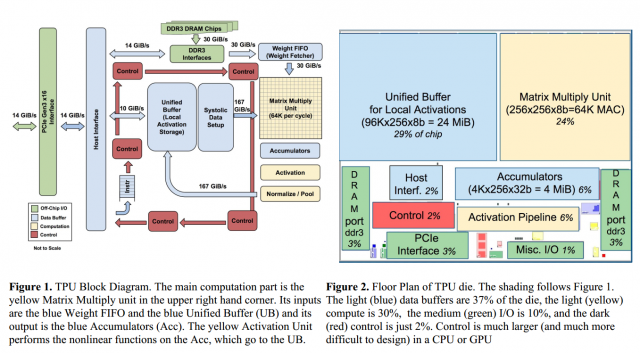 DDR3 DRAM Chips
30 GiB/s
14 GiB/s
DDR3
Interfaces
30 GiB/s
Weight FIFO
(Weight Fetcher)
30 GiB/s
Control
Control
PCIe Gen3 x16
Interface
14 GiB/s
14 GiB/s
Host Interface
10 GiB/s
Unified
Buffer
(Local
Activation
Storage)
Systolic
Data
Setup
167
GiB/s
Matrix Multiply
Unit
(64K per cycle)
Control
Accumulators
Activation
Instr
167 GiB/s
Normalize / Pool
Control
Control
Off-Chip I/O
Data Buffer
Computation
Control
Not to Scale
Unified Buffer
for Local Activations
(96Kx256x8b = 24 MiB)
29% of chip
Matrix Multiply Unit
(256x256x8b=64K MAC)
24%
D
R
A
M
port
ddr3
3%
Host
Interf. 2%
Accumulators
(4Kx256x32b = 4 MiB) 6%
D
R
A
M
port
ddr3
3%
Control 2%
Activation Pipeline 6%
PCIe
Interface 3%
Misc. I/O 1%
Figure 1. TPU Block Diagram. The main computation part is the
yellow Matrix Multiply unit in the upper right hand corner. Its inputs
are the blue Weight FIFO and the blue Unified Buffer (UB) and its
output is the blue Accumulators (Acc). The yellow Activation Unit
performs the nonlinear functions on the Acc, which go to the UB.
Figure 2. Floor Plan of TPU die. The shading follows Figure 1.
The light (blue) data buffers are 37% of the die, the light (yellow)
compute is 30%, the medium (green) I/O is 10%, and the dark
(red) control is just 2%. Control is much larger (and much more
difficult to design) in a CPU or GPU